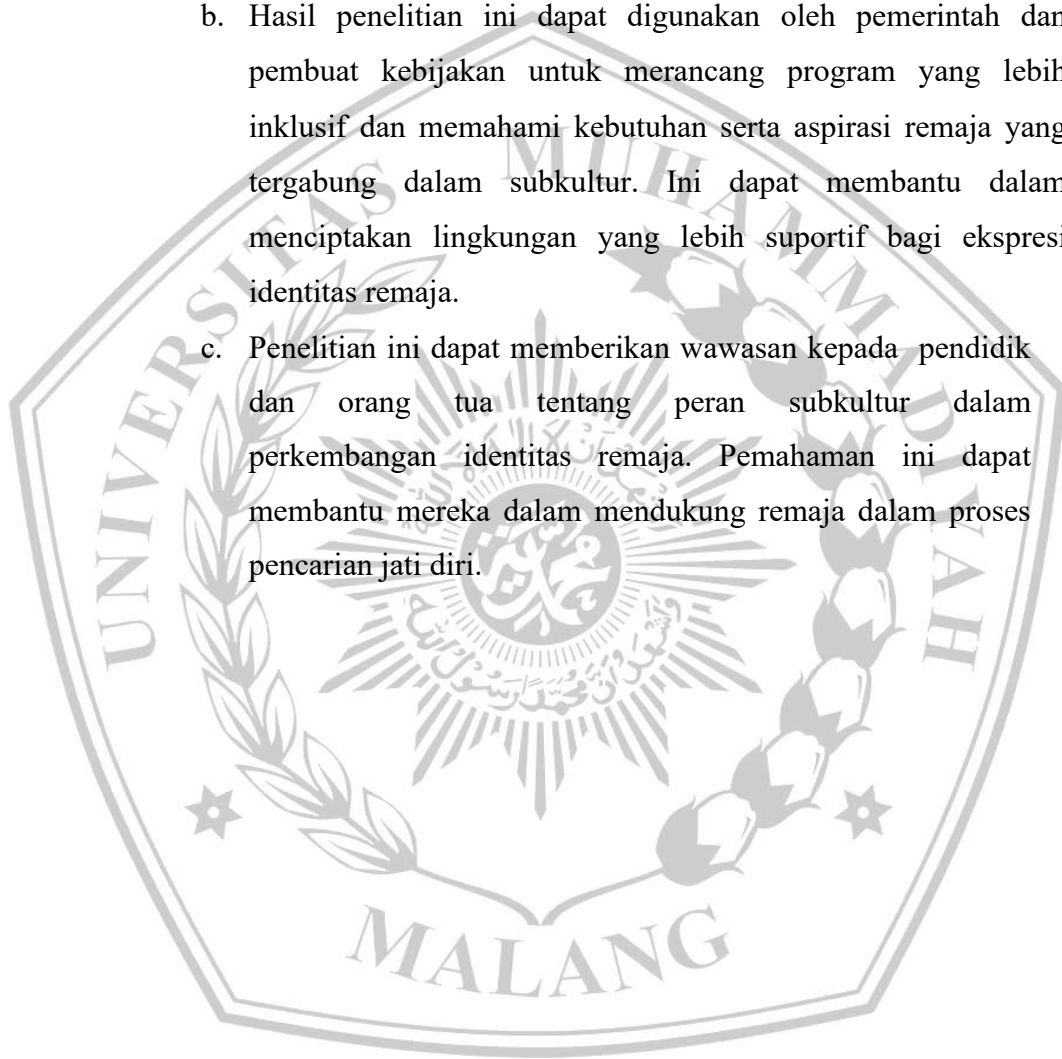 b. Hasil penelitian ini dapat digunakan oleh pemerintah dan
pembuat kebijakan untuk merancang program yang lebih
inklusif dan memahami kebutuhan serta aspirasi remaja yang
tergabung dalam subkultur. Ini dapat membantu dalam
menciptakan lingkungan yang lebih suportif bagi ekspresi
identitas remaja.
c. Penelitian ini dapat memberikan wawasan kepada pendidik
dan orang tua tentang peran subkultur dalam
perkembangan identitas remaja. Pemahaman ini dapat
membantu mereka dalam mendukung remaja dalam proses
pencarian jati diri.
UNIVERSITAS MUHAMMADIYAH
MALANG